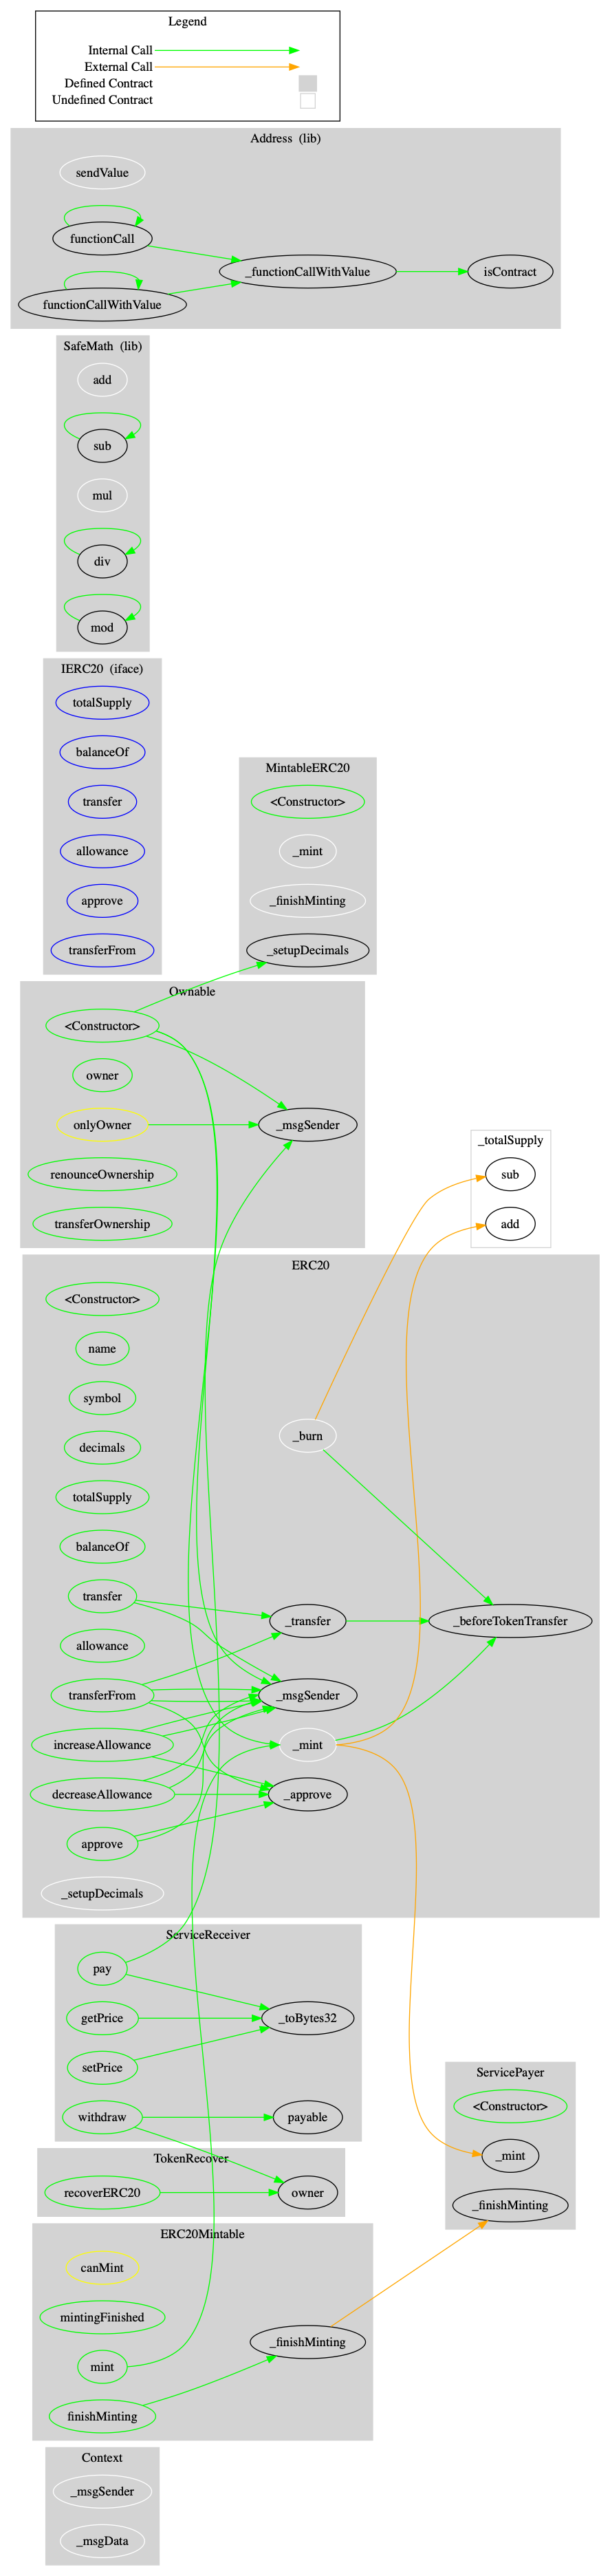 Legend
Internal Call
External Call
Defined Contract
Undefined Contract
Address  (lib)
sendValue
functionCall
_functionCallWithValue
isContract
functionCallWithValue
SafeMath  (lib)
add
sub
mul
div
mod
IERC20  (iface)
totalSupply
balanceOf
transfer
allowance
approve
transferFrom
MintableERC20
<Constructor>
_mint
_finishMinting
_setupDecimals
Ownable
<Constructor>
owner
onlyOwner
_msgSender
renounceOwnership
transferOwnership
_totalSupply
sub
add
ERC20
<Constructor>
name
symbol
decimals
_burn
totalSupply
balanceOf
transfer
_transfer
_beforeTokenTransfer
allowance
transferFrom
_msgSender
increaseAllowance
_mint
decreaseAllowance
_approve
approve
_setupDecimals
ServiceReceiver
pay
getPrice
_toBytes32
setPrice
withdraw
payable
ServicePayer
<Constructor>
_mint
_finishMinting
TokenRecover
recoverERC20
owner
ERC20Mintable
canMint
mintingFinished
_finishMinting
mint
finishMinting
Context
_msgSender
_msgData